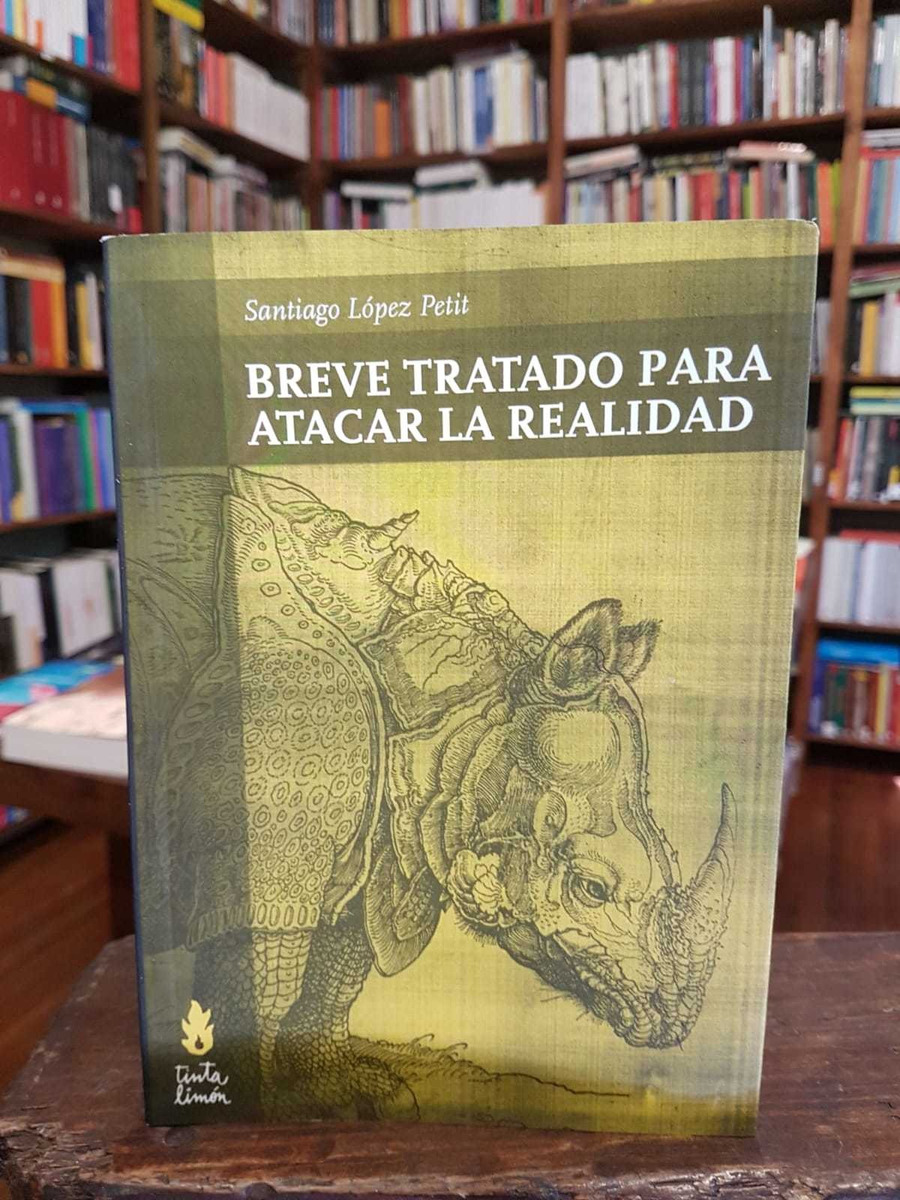 Santiago López Petit
BREVE TRATADO PARA
ATACAR LA REALIDAD
tinta
limón